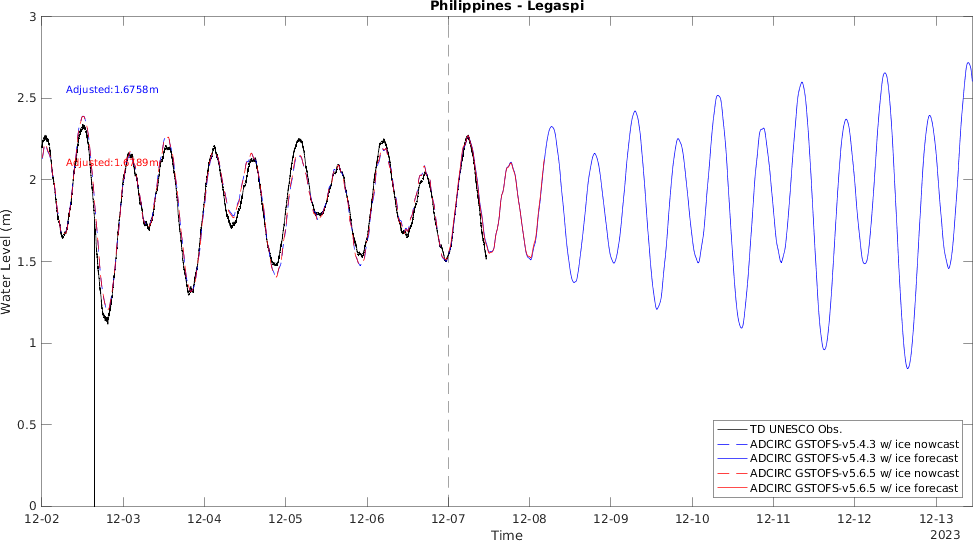 Philippines - Legaspi
3
2.5
2
1.5
1
0.5
0
Water Level (m)
Adjusted:1.6758m
Adjusted:1.6789m
TD UNESCO Obs.
ADCIRC GSTOFS-v5.4.3 w/ ice nowcast
ADCIRC GSTOFS-v5.4.3 w/ ice forecast
ADCIRC GSTOFS-v5.6.5 w/ ice nowcast
ADCIRC GSTOFS-v5.6.5 w/ ice forecast
12-02 12-03 12-04 12-05 12-06 12-07 12-08 12-09 12-10 12-11 12-12 12-13
Time
2023